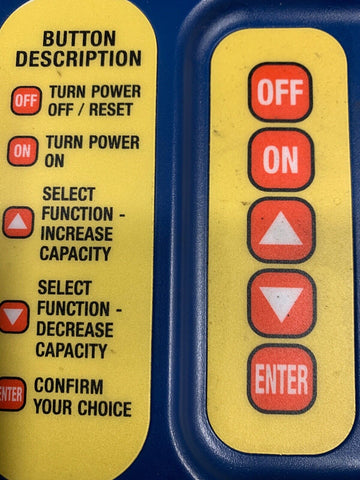 BUTTON
DESCRIPTION
OFF TURN POWER
OFF / RESET
ON TURN POWER
ON
SELECT
FUNCTION -
INCREASE
CAPACITY
SELECT
FUNCTION -
DECREASE
CAPACITY
ENTER CONFIRM
YOUR CHOICE
OFF
ON
ENTER